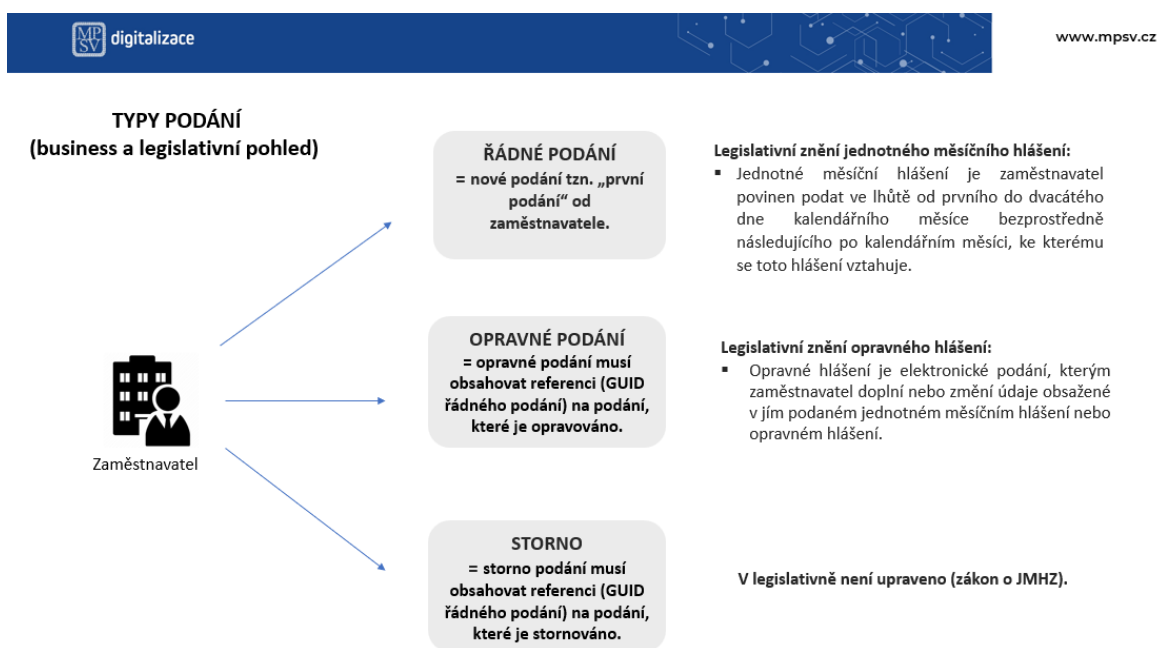 MP
SV
digitalizace
www.mpsv.cz
TYPY PODÁNÍ
(business a legislativní pohled)
ŘÁDNÉ PODÁNÍ
= nové podání tzn. „první
podání“ od
zaměstnavatele.
Legislativní znění jednotného měsíčního hlášení:
▪ Jednotné měsíční hlášení je zaměstnavatel
povinen podat ve lhůtě od prvního do dvacátého
dne kalendářního měsíce bezprostředně
následujícího po kalendářním měsíci, ke kterému
se toto hlášení vztahuje.
Zaměstnavatel
OPRAVNÉ PODÁNÍ
= opravné podání musí
obsahovat referenci (GUID
řádného podání) na podání,
které je opravováno.
Legislativní znění opravného hlášení:
▪ Opravné hlášení je elektronické podání, kterým
zaměstnavatel doplní nebo změní údaje obsažené
v jím podaném jednotném měsíčním hlášení nebo
opravném hlášení.
STORNO
= storno podání musí
obsahovat referenci (GUID
řádného podání) na podání,
které je stornováno.
V legislativně není upraveno (zákon o JMHZ).